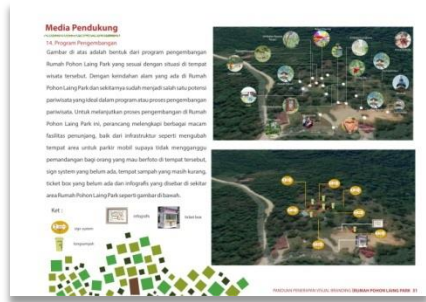 Media Pendukung
14. Program Pengembangan
Gambar di atas adalah bentuk dari program pengembangan
Rumah Pohon Laing Park yang sesuai dengan situasi di tempat
wisata tersebut. Dengan keindahan alam yang ada di Rumah
Pohon Laing Park dan sekitarnya sudah menjadi salah satu potensi
pariwisata yang ideal dalam program atau proses pengembangan
pariwisata. Untuk melanjutkan proses pengembangan di Rumah
Pohon Laing Park ini, perancang melengkapi berbagai macam
fasilitas penunjang, baik dari infrastruktur seperti mengubah
tempat area untuk parkir mobil supaya tidak mengganggu
pemandangan bagi orang yang mau berfoto di tempat tersebut,
sign system yang belum ada, tempat sampah yang masih kurang,
ticket box yang belum ada dan infografis yang disebar di sekitar
area Rumah Pohon Laing Park seperti gambar di bawah.
Ket :
sign system
infografis
ticket box
tong sampah
PANDUAN PENERAPAN VISUAL BRANDING RUMAH POHON LAING PARK 31